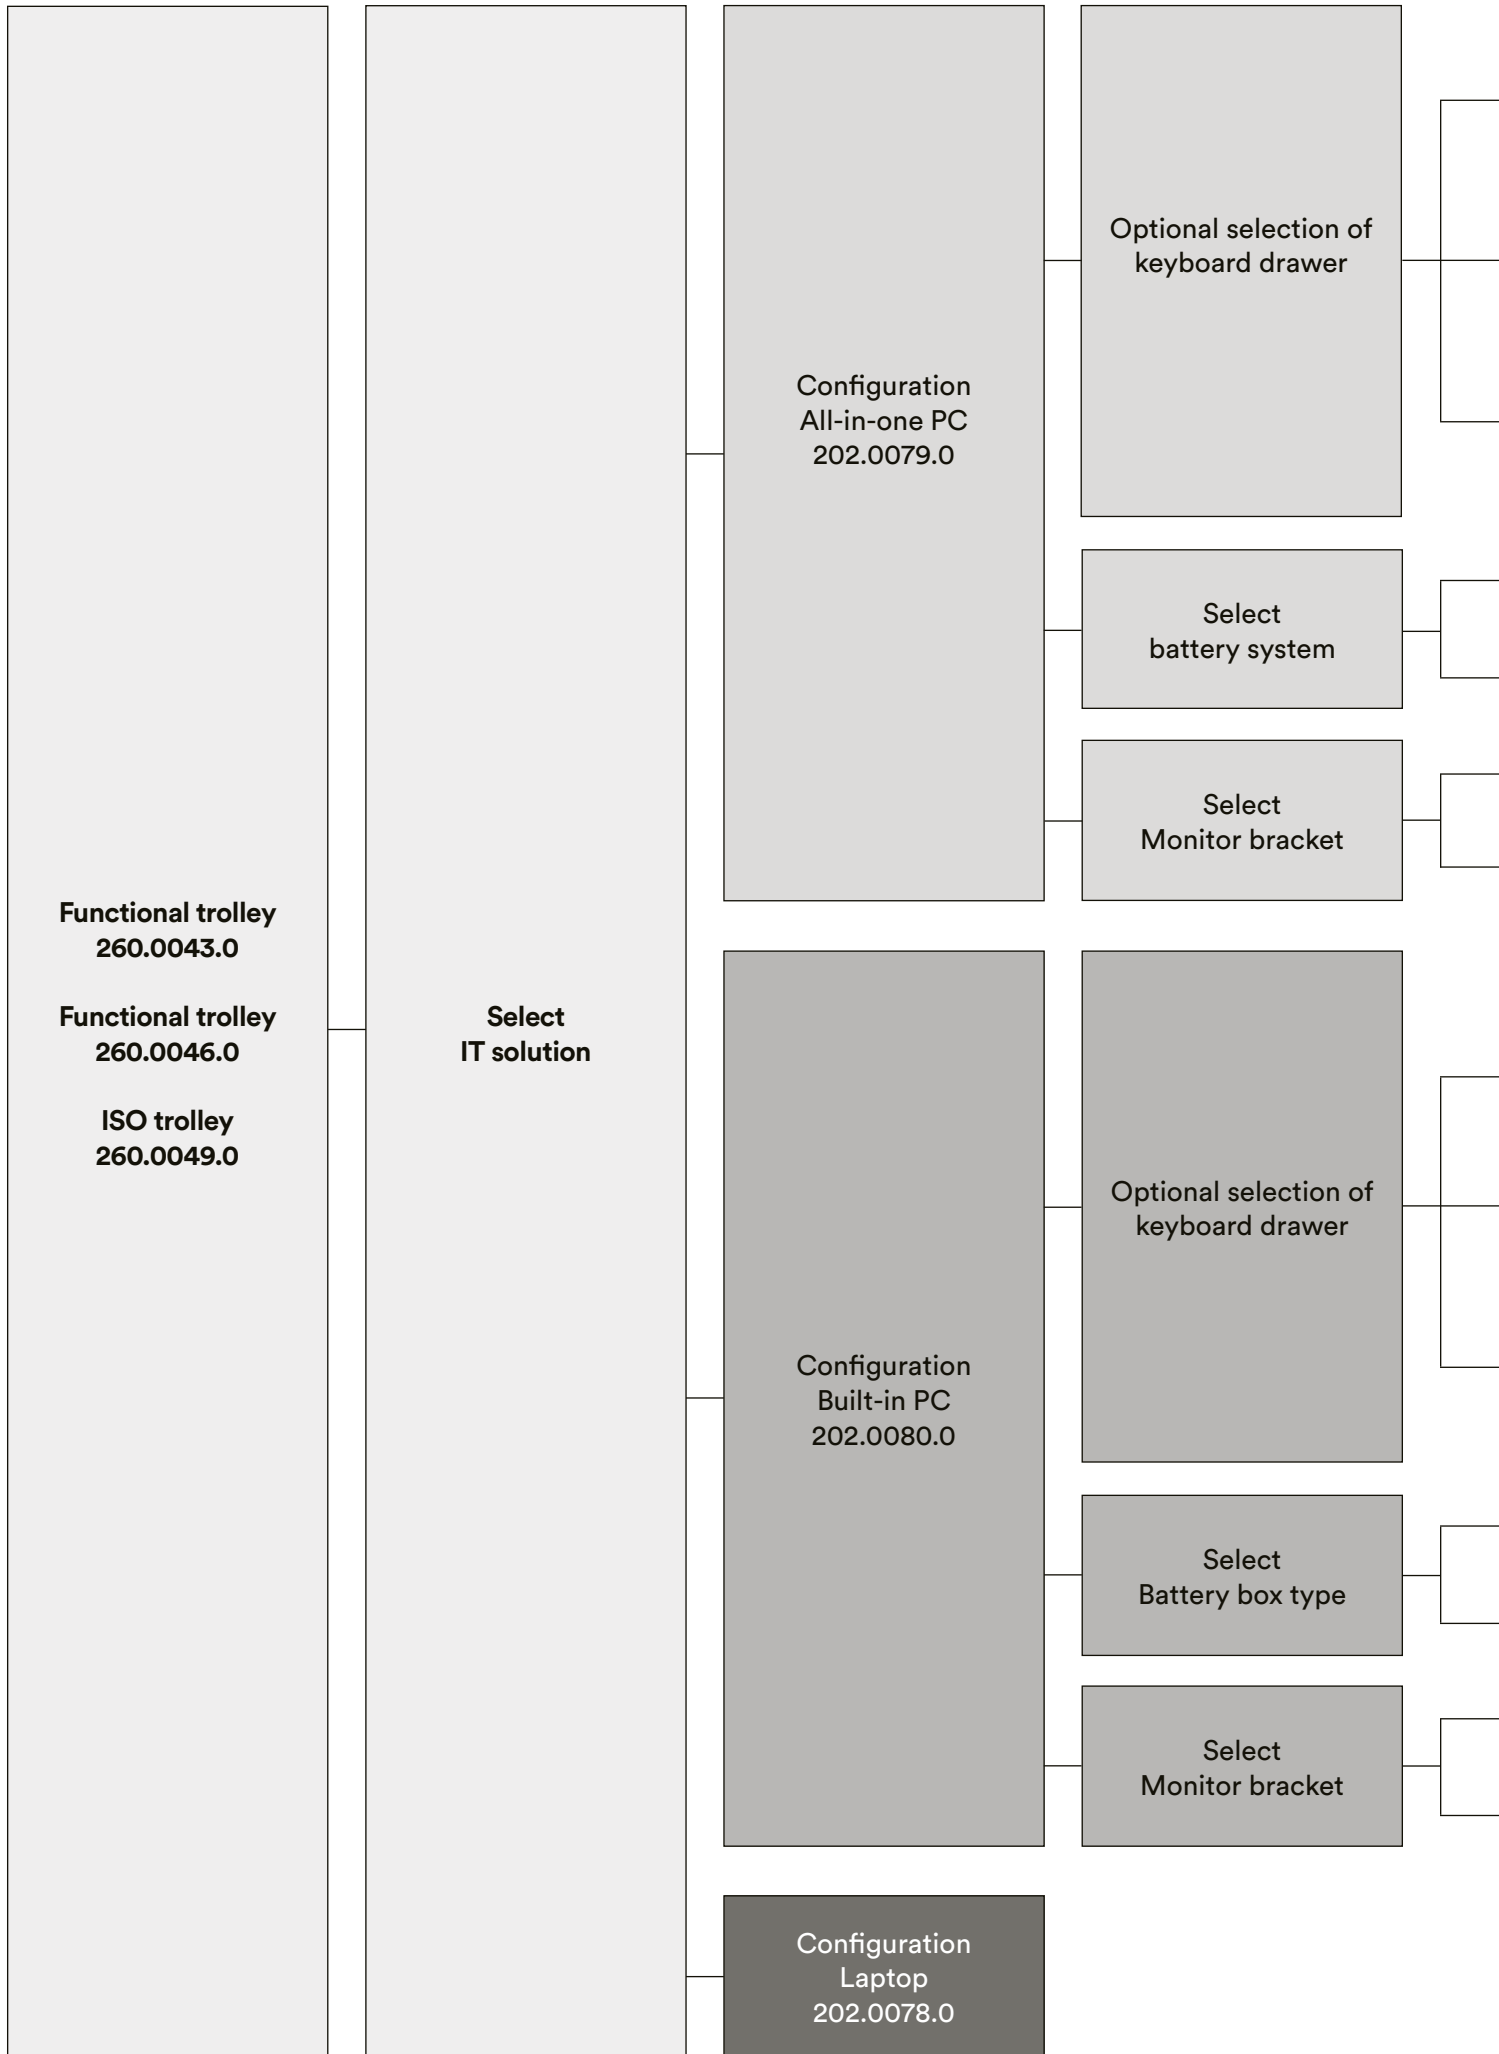 Functional trolley
260.0043.0
Functional trolley
260.0046.0
ISO trolley
260.0049.0
Select
IT solution
Configuration
All-in-one PC
202.0079.0
Optional selection of
keyboard drawer
Select
battery system
Select
Monitor bracket
Configuration
Built-in PC
202.0080.0
Optional selection of
keyboard drawer
Select
Battery box type
Select
Monitor bracket
Configuration
Laptop
202.0078.0